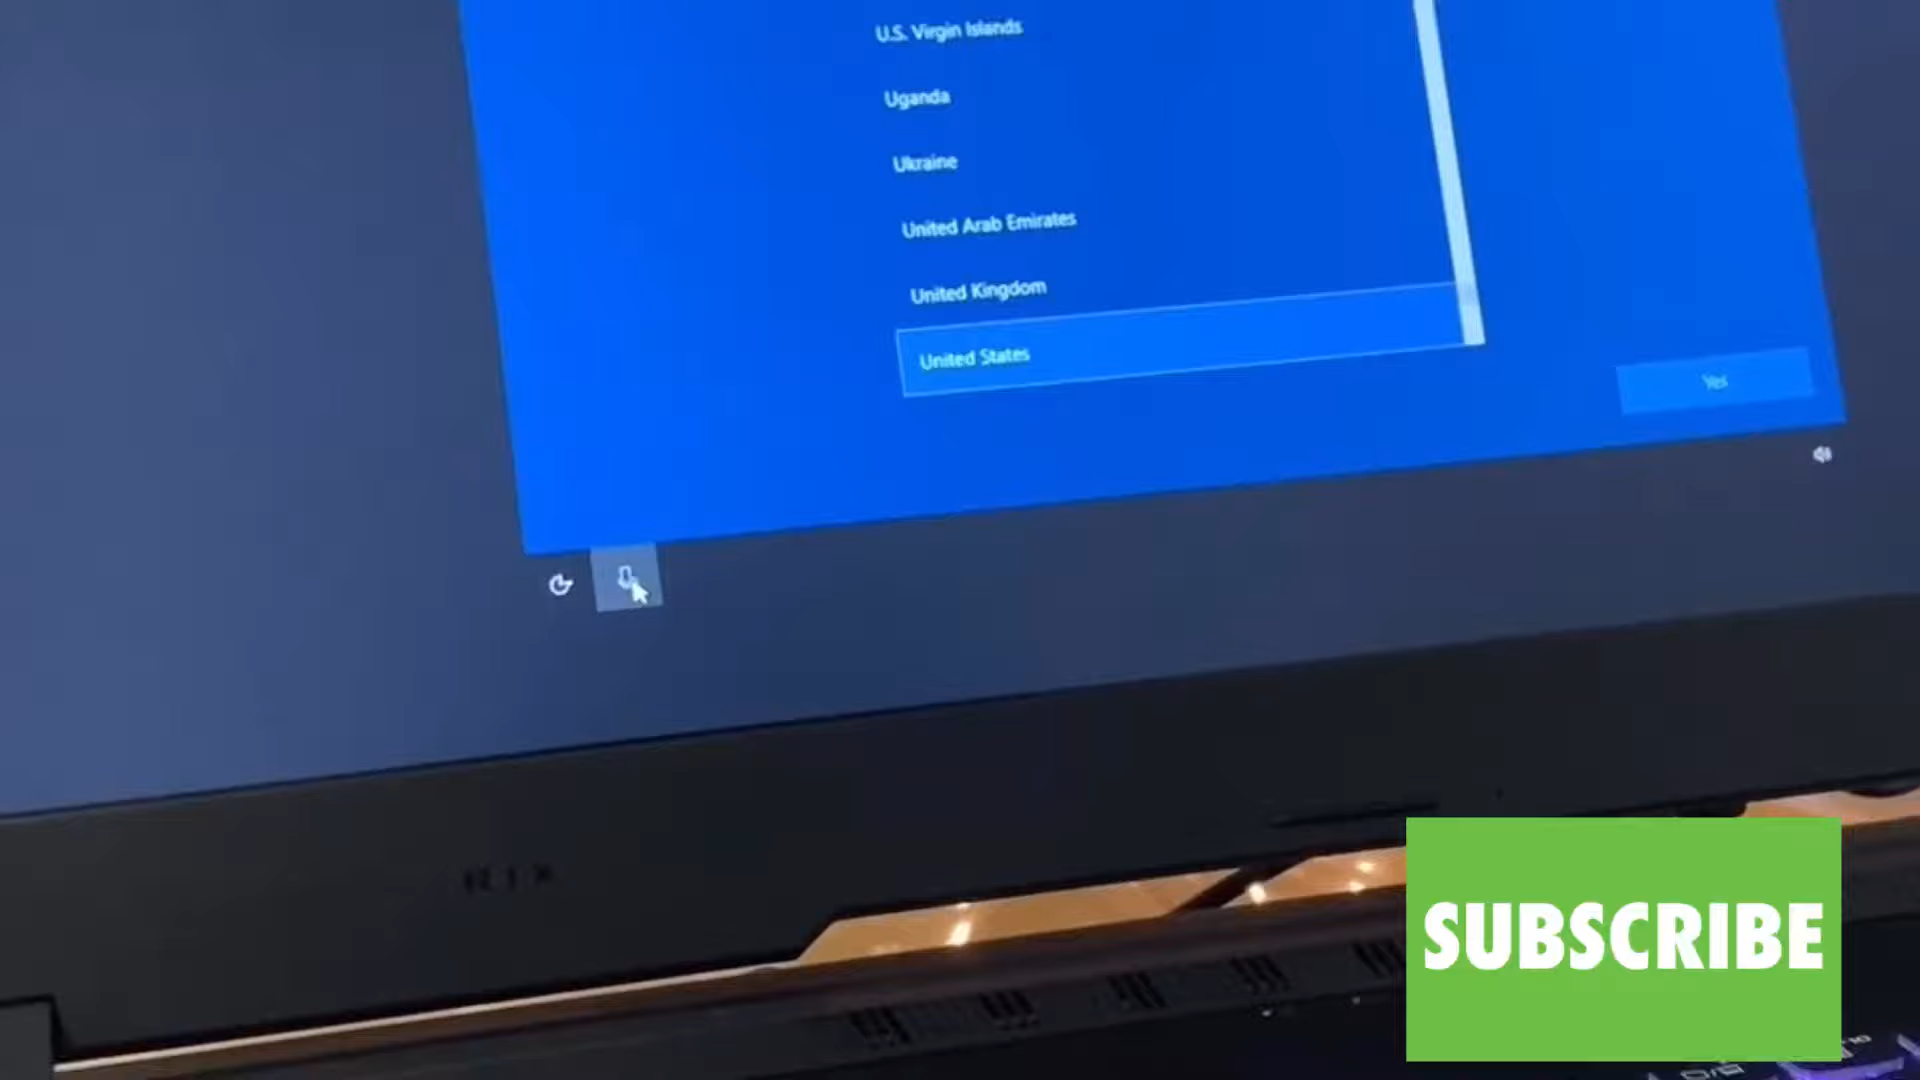 U.S. Virgin Islands
Uganda
Ukraine
United Arab Emirates
United Kingdom
United States
Yes
SUBSCRIBE